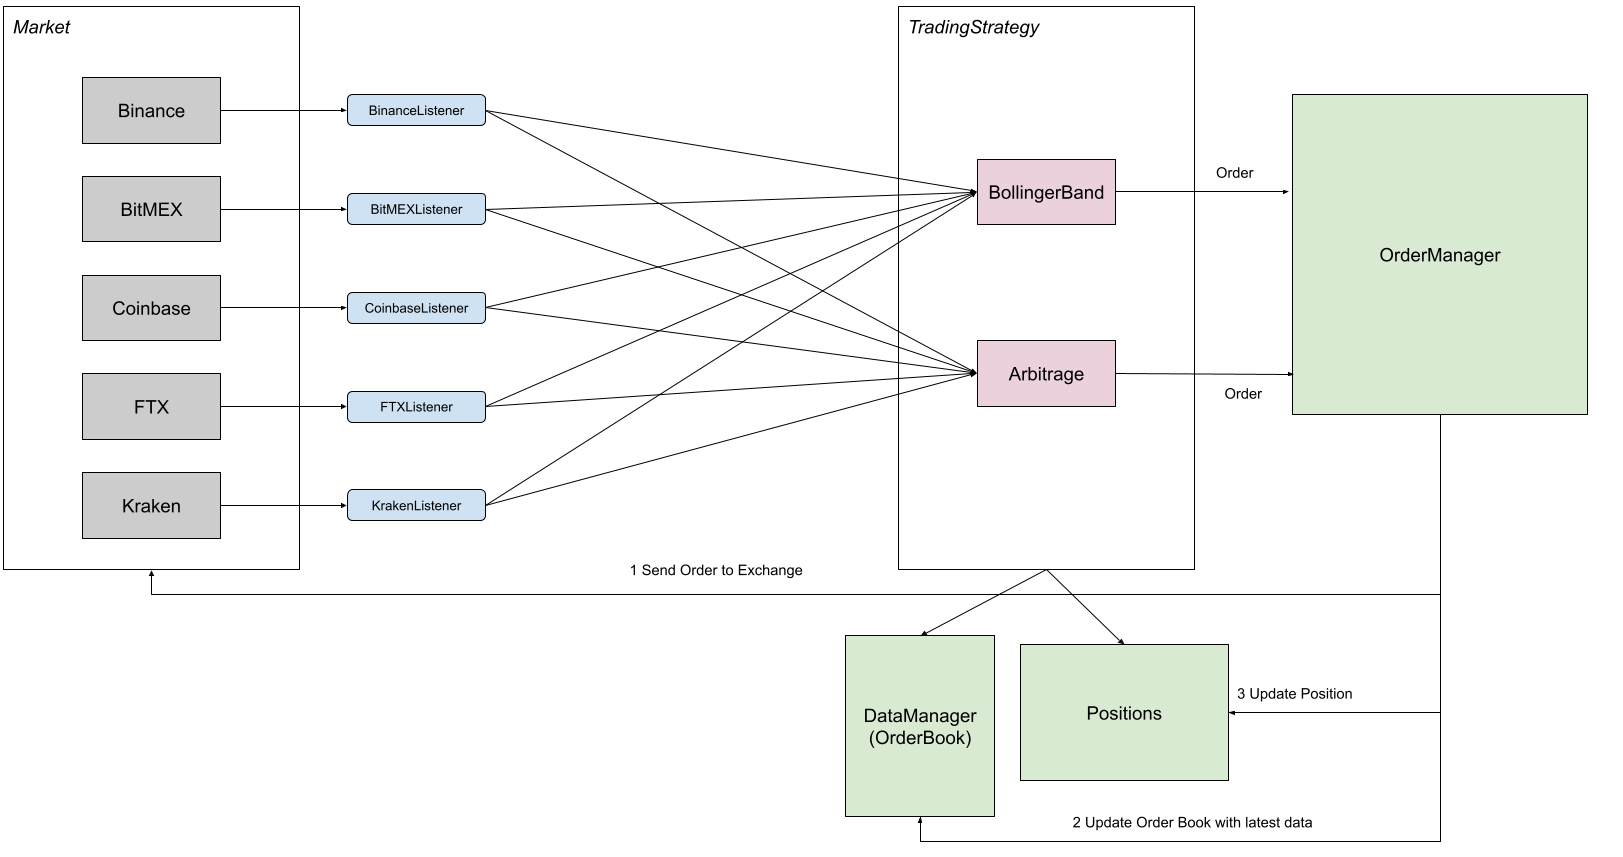 Market
Binance
BitMEX
Coinbase
FTX
Kraken
BinanceListener
BitMEXListener
CoinbaseListener
FTXListener
KrakenListener
TradingStrategy
BollingerBand
Arbitrage
Order
Order
OrderManager
1 Send Order to Exchange
DataManager
(OrderBook)
Positions
3 Update Position
2 Update Order Book with latest data